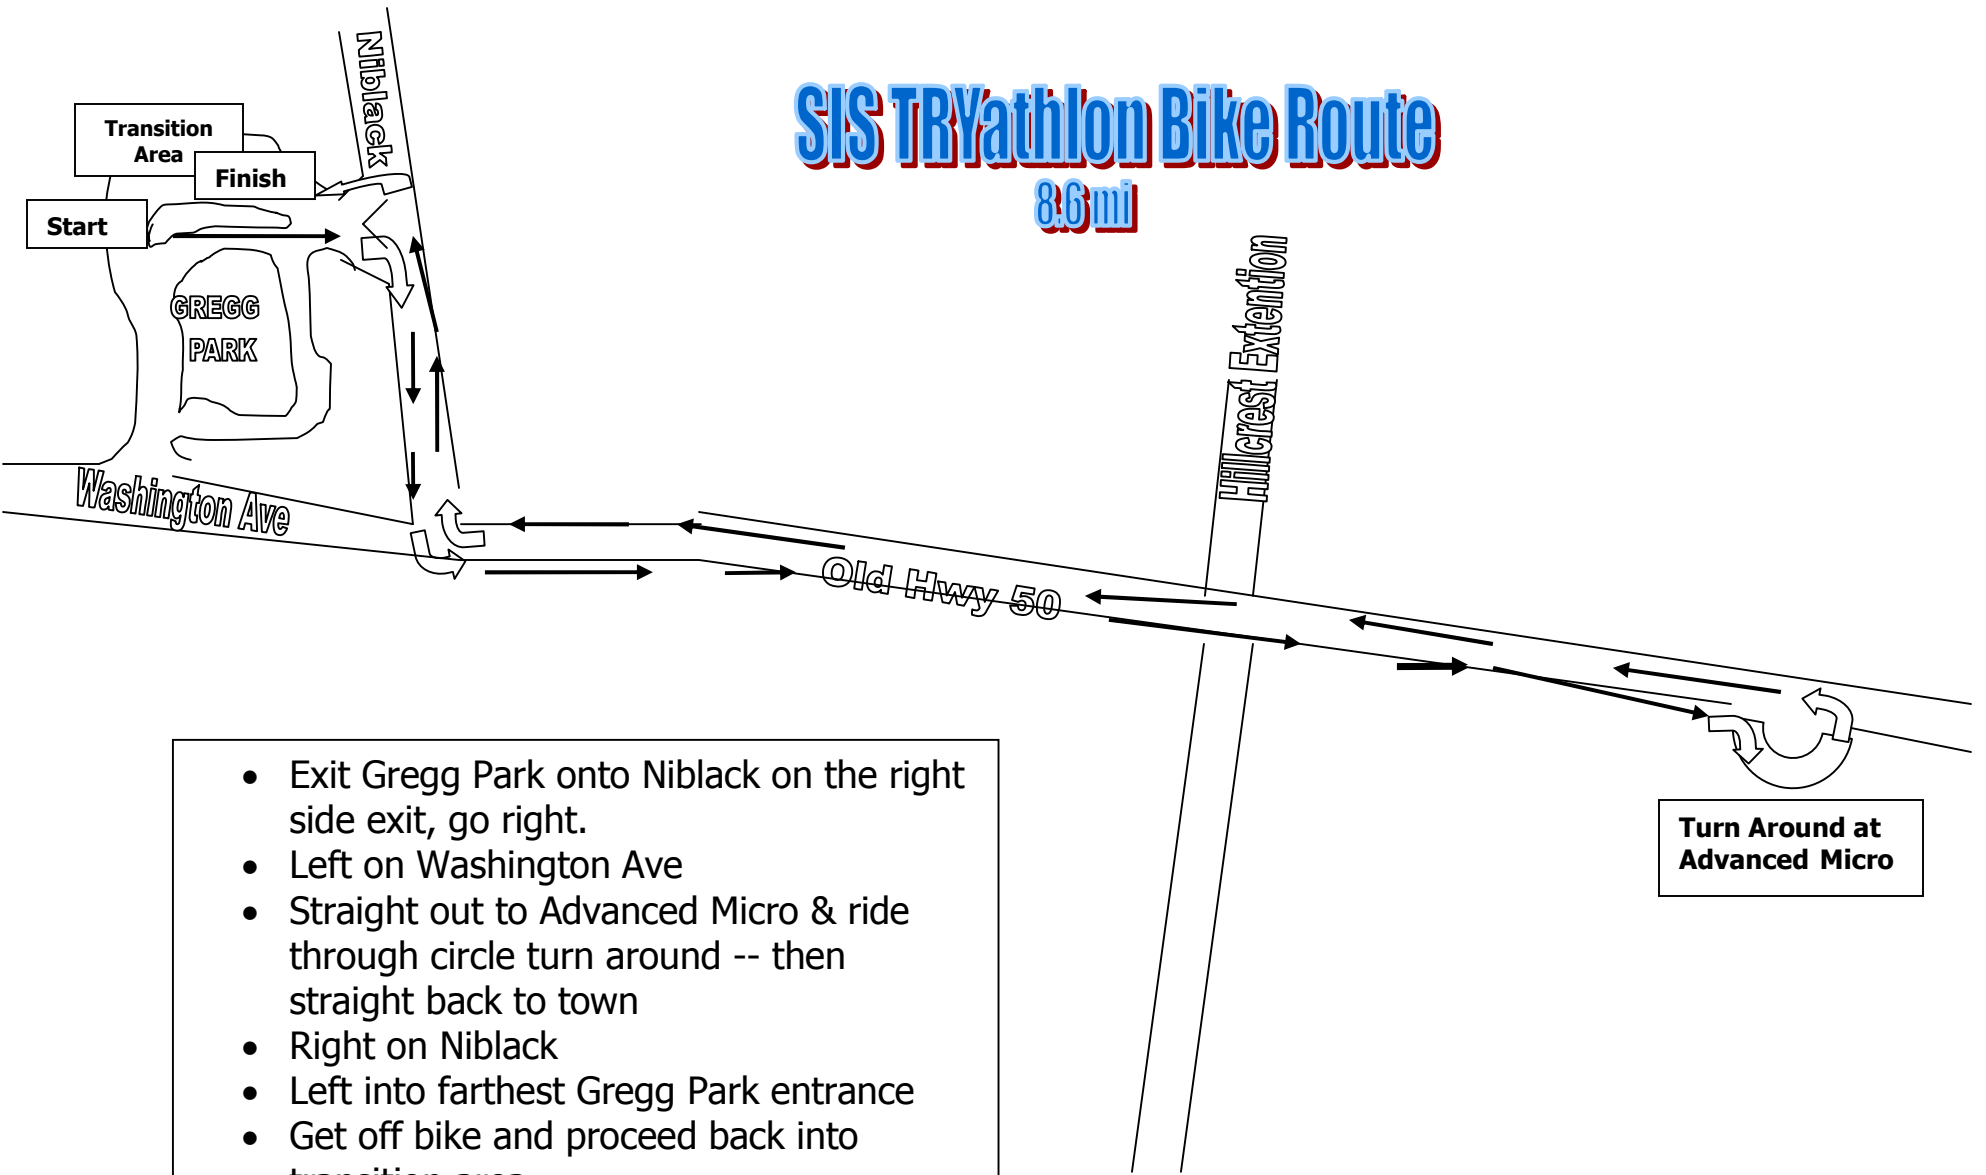 SIS TRYathlon Bike Route
8.6 mi
Niblack
Transition
Area
Finish
Start
GREGG
PARK
Washington Ave
Hillcrest Extention
Old Hwy 50
Turn Around at
Advanced Micro
• Exit Gregg Park onto Niblack on the right
side exit, go right.
• Left on Washington Ave
• Straight out to Advanced Micro & ride
through circle turn around -- then
straight back to town
• Right on Niblack
• Left into farthest Gregg Park entrance
• Get off bike and proceed back into
transition area